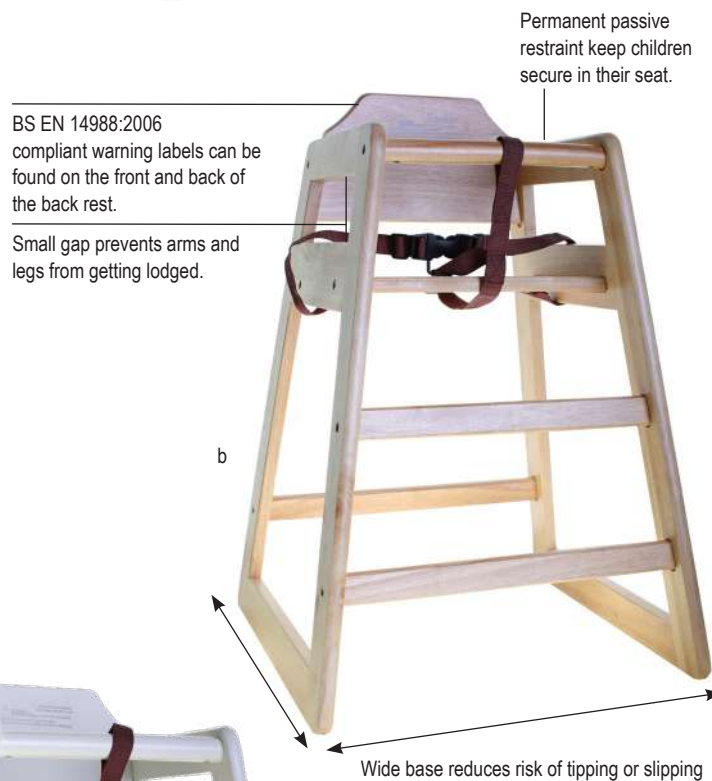 Permanent passive
restraint keep children
secure in their seat.
BS EN 14988:2006
compliant warning labels can be
found on the front and back of
the back rest.
Small gap prevents arms and
legs from getting lodged.
b
Wide base reduces risk of tipping or slipping